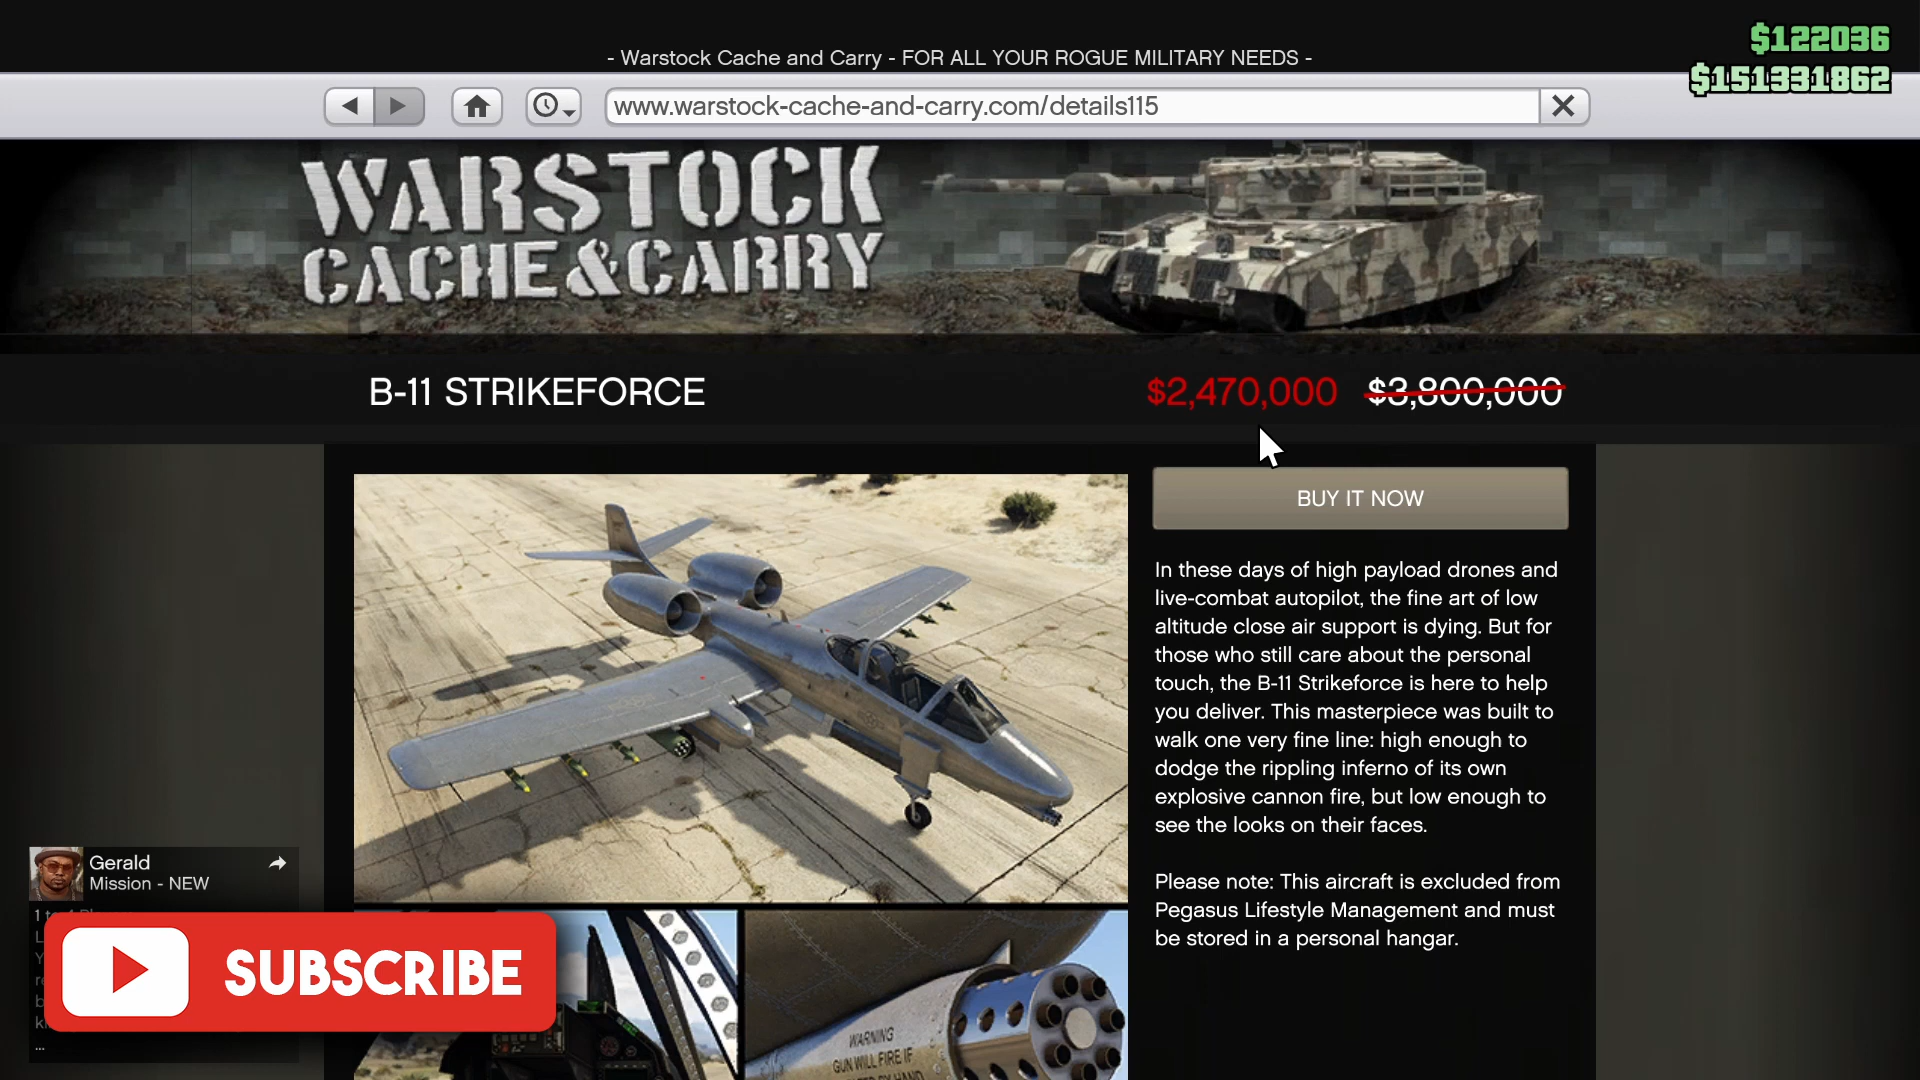 - Warstock Cache and Carry - FOR ALL YOUR ROGUE MILITARY NEEDS -
$122036
$151331862
www.warstock-cache-and-carry.com/details115
WARSTOCK
CACHE & CARRY
B-11 STRIKEFORCE
$2,470,000 $3,800,000
BUY IT NOW
In these days of high payload drones and
live-combat autopilot, the fine art of low
altitude close air support is dying. But for
those who still care about the personal
touch, the B-11 Strikeforce is here to help
you deliver. This masterpiece was built to
walk one very fine line: high enough to
dodge the rippling inferno of its own
explosive cannon fire, but low enough to
see the looks on their faces.
Please note: This aircraft is excluded from
Pegasus Lifestyle Management and must
be stored in a personal hangar.
Gerald
Mission - NEW
...
SUBSCRIBE
WARNING
GUN WILL FIRE IF